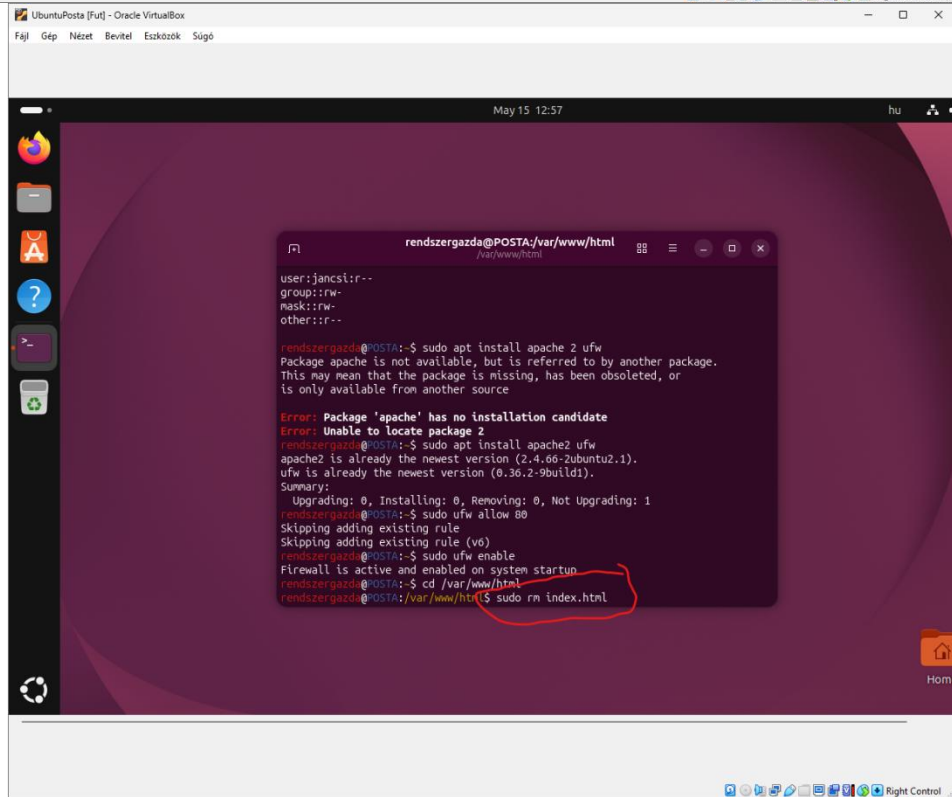 UbuntuPosta [Fut] - Oracle VirtualBox
Fájl Gép Nézet Bevitel Eszközök Súgó
May 15 12:57
hu
rendszergazda@POSTA:/var/www/html
/var/www/html
user:jancsi:r--
group::rw-
mask::rw-
other::r--
rendszergazda@POSTA:~$ sudo apt install apache 2 ufw
Package apache is not available, but is referred to by another package.
This may mean that the package is missing, has been obsoleted, or
is only available from another source
Error: Package 'apache' has no installation candidate
Error: Unable to locate package 2
rendszergazda@POSTA:~$ sudo apt install apache2 ufw
apache2 is already the newest version (2.4.66-2ubuntu2.1).
ufw is already the newest version (0.36.2-9build1).
Summary:
Upgrading: 0, Installing: 0, Removing: 0, Not Upgrading: 1
rendszergazda@POSTA:~$ sudo ufw allow 80
Skipping adding existing rule
Skipping adding existing rule (v6)
rendszergazda@POSTA:~$ sudo ufw enable
Firewall is active and enabled on system startup
rendszergazda@POSTA:~$ cd /var/www/html
rendszergazda@POSTA:/var/www/html$ sudo rm index.html
Hom
Right Control